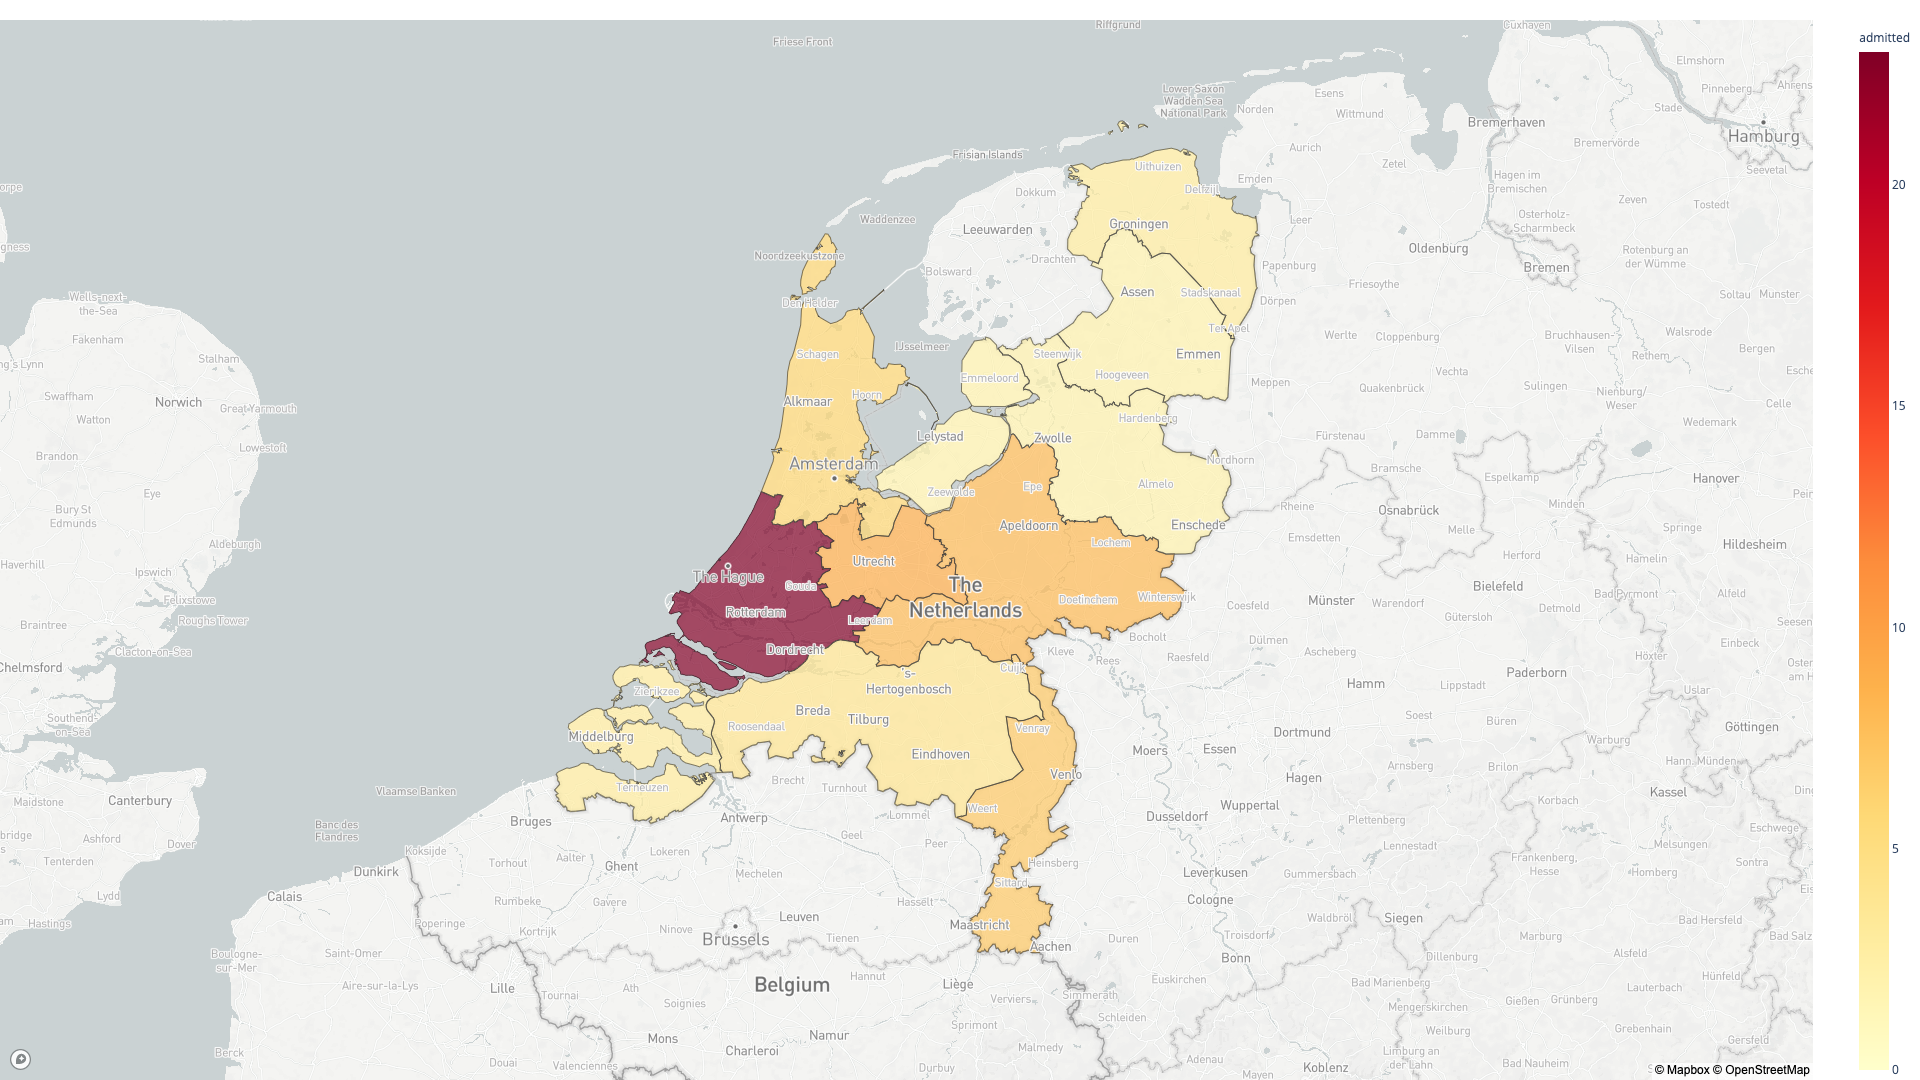 Riffgrund
Cuxhaven
Friese Front
admitted
Elmshorn
Lower Saxon
Wadden Sea
National Park
Pinneberg
Ahrens
Esens
Norden
Wittmund
Stade
Bremerhaven
Hamburg
Bremervörde
Aurich
Frisian Islands
Zetel
Uithuizen
Seevetal
Emden
Hagen im
Bremischen
20
orpe
Delfzijl
Dokkum
Zeven
Tostedt
Waddenzee
Leer
Osterholz-
Scharmbeck
Groningen
Leeuwarden
gness
Oldenburg
Rotenburg an
der Wümme
Noordzeekustzone
Drachten
Papenburg
Bremen
Bolsward
Friesoythe
Assen
Stadskanaal
Wells-next-
the-Sea
Den Helder
Dörpen
Soltau
Munster
Ter Apel
Werlte
Cloppenburg
Bruchhausen-
Vilsen
Walsrode
Fakenham
IJsselmeer
Bergen
Schagen
Steenwijk
Emmen
Rethem
Stalham
ng's Lynn
Vechta
Esche
Emmeloord
Hoogeveen
Meppen
Quakenbrück
Sulingen
Nienburg/
Weser
Swaffham
Norwich
Great Yarmouth
Alkmaar
Hoorn
Celle
15
Watton
Hardenberg
Wedemark
Lelystad
Zwolle
Fürstenau
Damme
Lowestoft
Brandon
Amsterdam
Nordhorn
Bramsche
Espelkamp
Hanover
Eye
Zeewolde
Epe
Almelo
Minden
Pein
Bury St
Edmunds
Rheine
Osnabrück
Apeldoorn
Enschede
Melle
Springe
Aldeburgh
Lochem
Emsdetten
Hildesheim
Haverhill
Ipswich
Utrecht
Herford
Hamelin
The Hague
Gouda
The
Netherlands
Bielefeld
Bad Pyrmont
Alfeld
Felixstowe
Doetinchem
Winterswijk
Coesfeld
Münster
Warendorf
Detmold
Rotterdam
Leerdam
Gütersloh
Seesen
10
Braintree
Roughs Tower
Bocholt
Dülmen
Einbeck
Clacton-on-Sea
Dordrecht
Kleve
Rees
Raesfeld
Ascheberg
Höxter
Oster
am H
Chelmsford
Cuijk
Paderborn
's-
Hertogenbosch
Zierikzee
Hamm
Lippstadt
Uslar
Southend-
on-Sea
Breda
Tilburg
Roosendaal
Venray
Soest
Büren
Göttingen
Middelburg
Dortmund
Warburg
Eindhoven
Moers
Essen
Hann. Münden
Venlo
Hagen
Arnsberg
Brilon
Terneuzen
Brecht
Turnhout
Kassel
Ding
Vlaamse Banken
Maidstone
Canterbury
Weert
Lommel
Wuppertal
Korbach
Bruges
Antwerp
Dusseldorf
Plettenberg
Eschwege
bridge
Ashford
Dover
Banc des
Flandres
Geel
Peer
Lennestadt
Melsungen
5
Tenterden
Koksijde
Aalter
Lokeren
Torhout
Ghent
Heinsberg
Frankenberg,
Hesse
Sontra
Dunkirk
Mechelen
Sittard
Leverkusen
Gummersbach
Homberg
Lydd
Calais
Rumbeke
Gavere
Hasselt
Cologne
Hastings
Poperinge
Leuven
Maastricht
Waldbröl
Siegen
Bad Hersfeld
Kortrijk
Ninove
Brussels
Tienen
Aachen
Duren
Troisdorf
Marburg
Bad Salz
Boulogne-
sur-Mer
Saint-Omer
Bonn
Dillenburg
Alsfeld
Hünfeld
Aire-sur-la-Lys
Lille
Tournai
Ath
Belgium
Hannut
Liège
Euskirchen
Bad Marienberg
Lauterbach
Soignies
Verviers
Simmerath
Mengerskirchen
Gießen
Grünberg
Sprimont
Schleiden
Weilburg
Grebenhain
Mons
Namur
Gersfeld
Berck
Charleroi
Malmedy
Limburg an
der Lahn
Douai
Valenciennes
Durbuy
Adenau
Mayen
Koblenz
Bad Nauheim
© Mapbox © OpenStreetMap
0